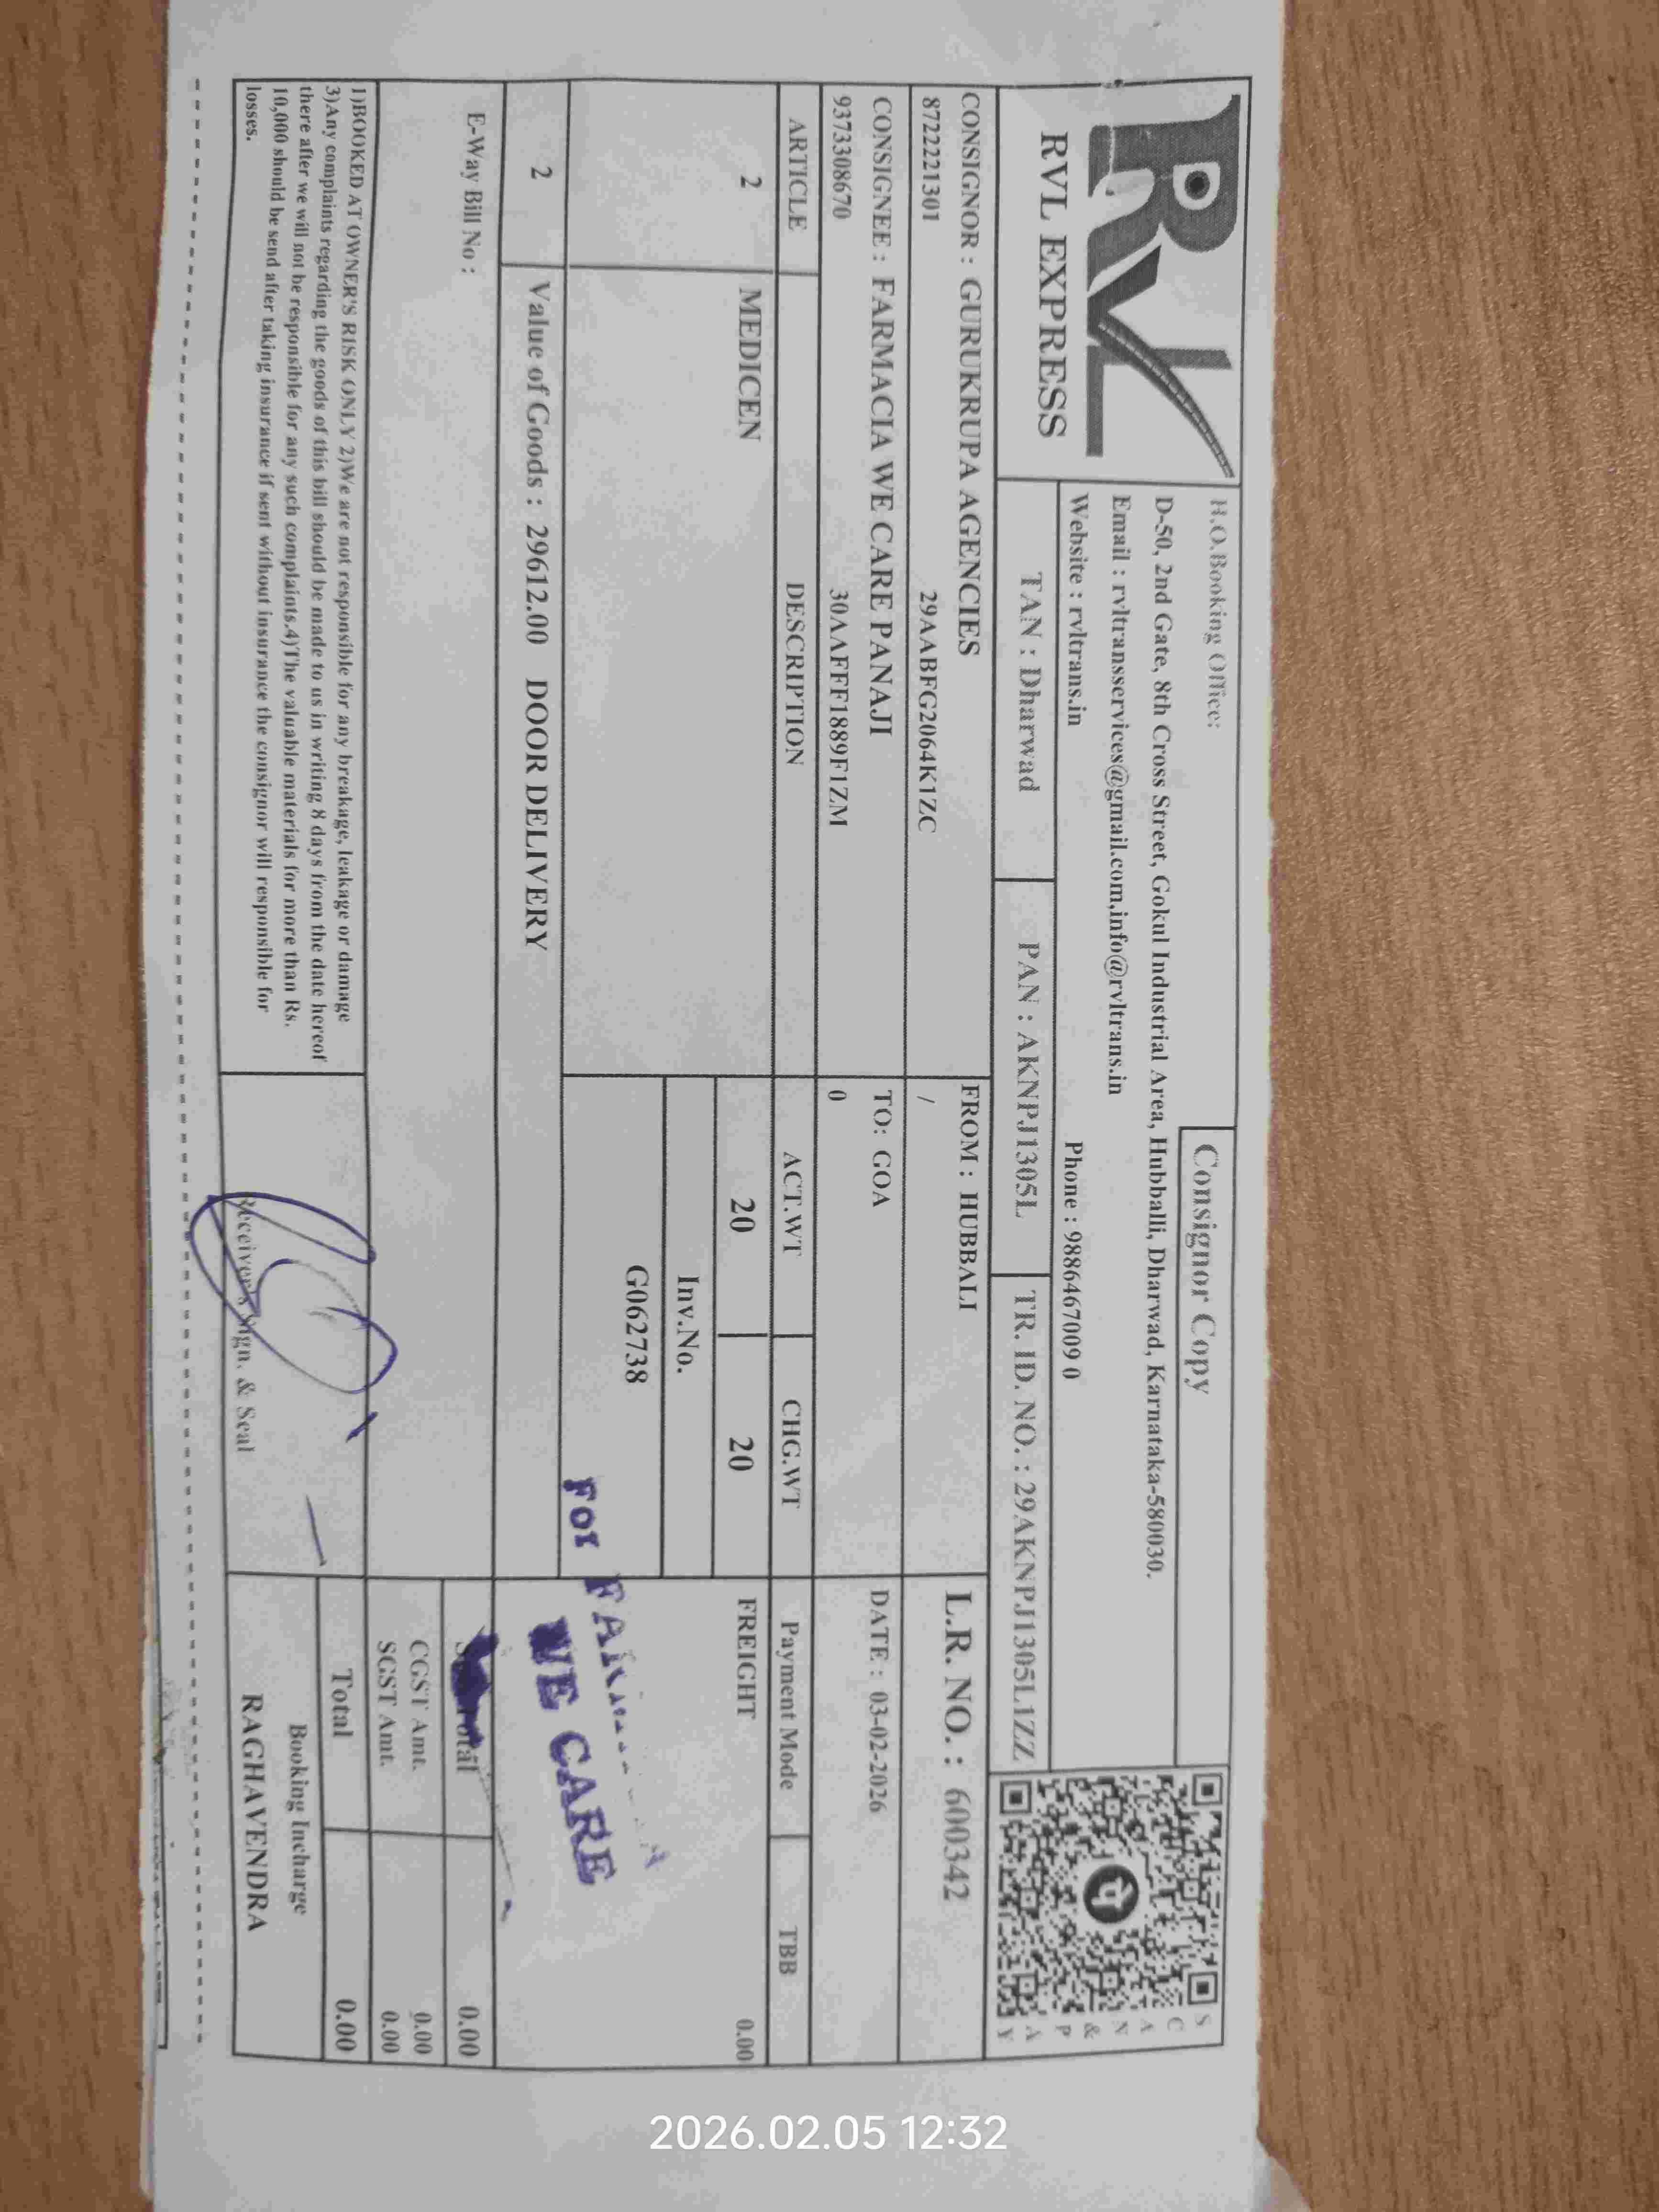 RVL
RVL EXPRESS
H.O.Booking Office:
Consignor Copy
D-50, 2nd Gate, 8th Cross Street, Gokul Industrial Area, Hubballi, Dharwad, Karnataka-580030.
Email : rvltransservices@gmail.com,info@rvltrans.in
Website : rvltrans.in Phone : 9886467009 0
SCAN & PAY
TAN : Dharwad PAN : AKNPJ1305L TR. ID. NO. : 29AKNPJ1305L1ZZ
CONSIGNOR : GURUKRUPA AGENCIES FROM : HUBBALI L.R. NO. : 600342
8722221301 29AABFG2064K1ZC /
CONSIGNEE : FARMACIA WE CARE PANAJI TO: GOA DATE : 03-02-2026
9373308670 30AAFFF1889F1ZM 0
ARTICLE DESCRIPTION ACT.WT CHG.WT Payment Mode TBB
2 MEDICEN 20 20 FREIGHT 0.00
Inv.No.
G062738
For
WE CARE
2 Value of Goods : 29612.00 DOOR DELIVERY
E-Way Bill No :
0.00
CGST Amt. 0.00
SGST Amt. 0.00
Total 0.00
1)BOOKED AT OWNER'S RISK ONLY 2)We are not responsible for any breakage, leakage or damage
3)Any complaints regarding the goods of this bill should be made to us in writing 8 days from the date hereof
there after we will not be responsible for any such complaints.4)The valuable materials for more than Rs.
10,000 should be send after taking insurance if sent without insurance the consignor will responsible for
losses.
Receiver's Sign. & Seal
Booking Incharge
RAGHAVENDRA
2026.02.05 12:32